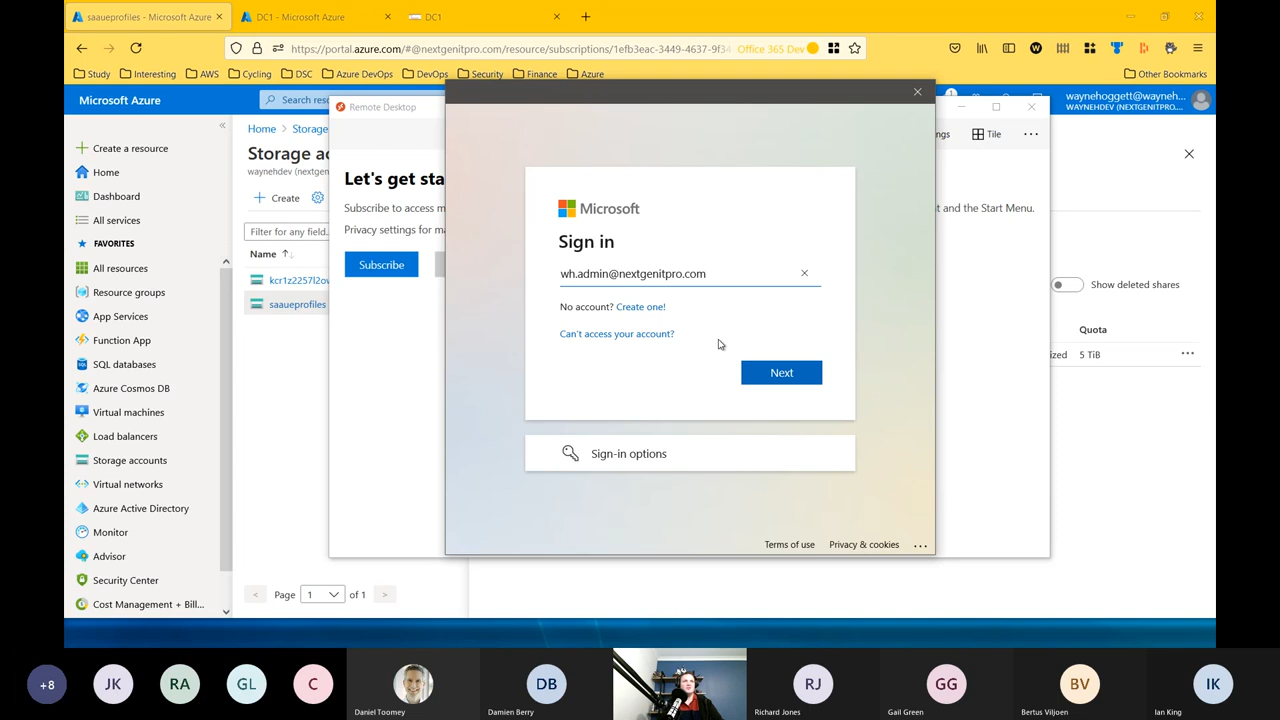 saaueprofiles - Microsoft Azure
DC1 - Microsoft Azure
DC1
https://portal.azure.com/#@nextgenitpro.com/resource/subscriptions/1efb3eac-3449-4637-9f34
Office 365 Dev
Study
Interesting
AWS
Cycling
DSC
Azure DevOps
DevOps
Security
Finance
Azure
Other Bookmarks
Microsoft Azure
Search reso
waynehoggett@wayneh...
WAYNEHDEV (NEXTGENITPRO....
Create a resource
Home
Dashboard
All services
FAVORITES
All resources
Resource groups
App Services
Function App
SQL databases
Azure Cosmos DB
Virtual machines
Load balancers
Storage accounts
Virtual networks
Azure Active Directory
Monitor
Advisor
Security Center
Cost Management + Bill...
Home > Storage
Storage ac
waynehdev (nextgen
Create
Filter for any field.
Name
kcr1z2257l2ov
saaueprofiles
< Page 1 of 1 >
Remote Desktop
ngs
Tile
Let's get sta
Subscribe to access m
t and the Start Menu.
Privacy settings for ma
Subscribe
Microsoft
Sign in
wh.admin@nextgenitpro.com
No account? Create one!
Can't access your account?
Next
Sign-in options
Terms of use
Privacy & cookies
Show deleted shares
Quota
ized
5 TiB
+8
JK
RA
GL
C
Daniel Toomey
DB
Damien Berry
RJ
Richard Jones
GG
Gail Green
BV
Bertus Viljoen
IK
Ian King